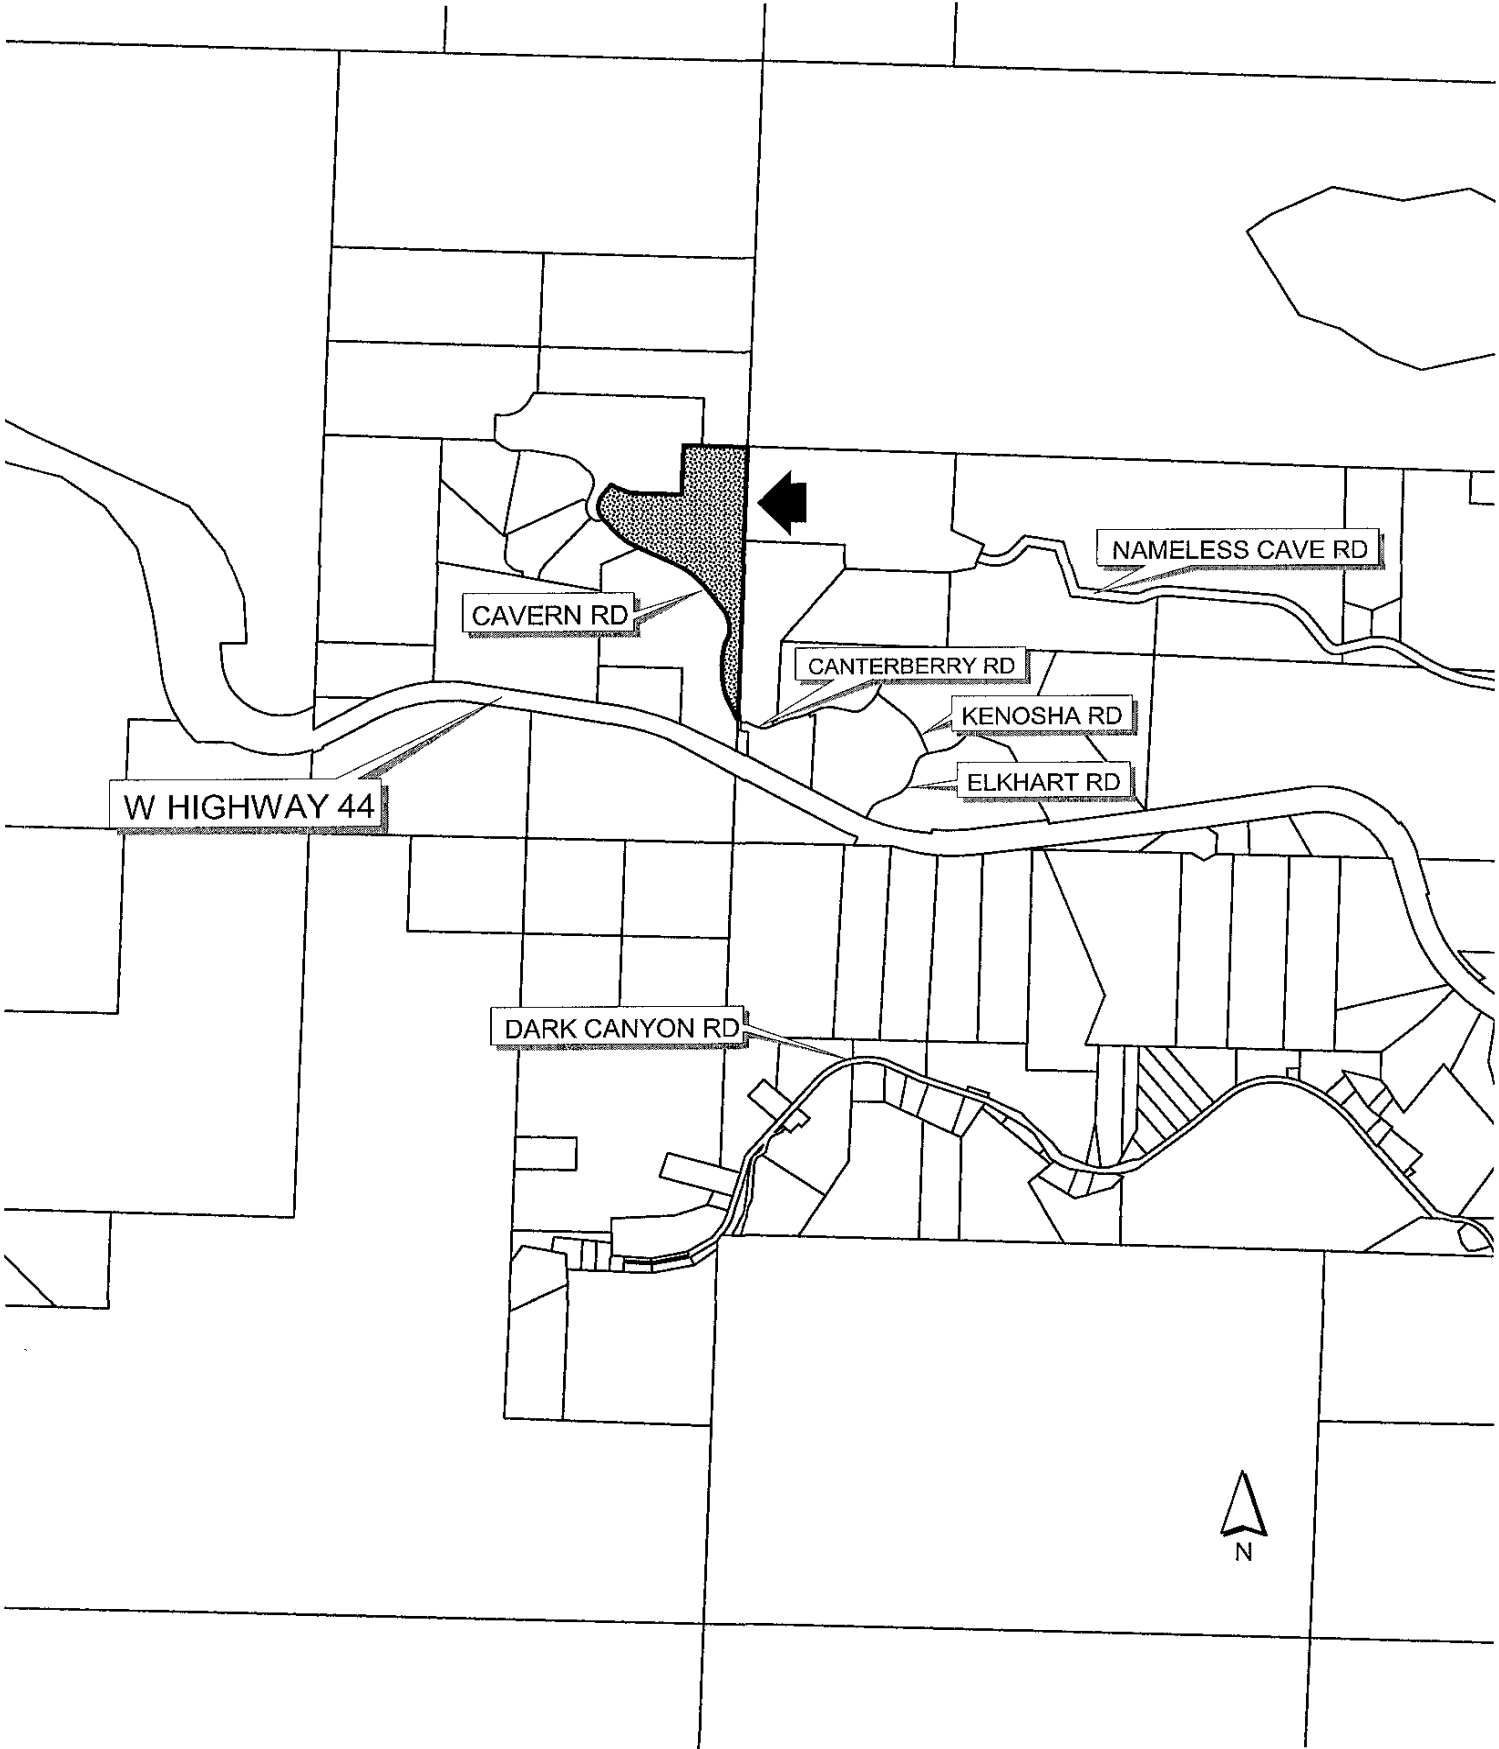 NAMELESS CAVE RD
CAVERN RD
CANTERBERRY RD
KENOSHA RD
ELKHART RD
W HIGHWAY 44
DARK CANYON RD
N